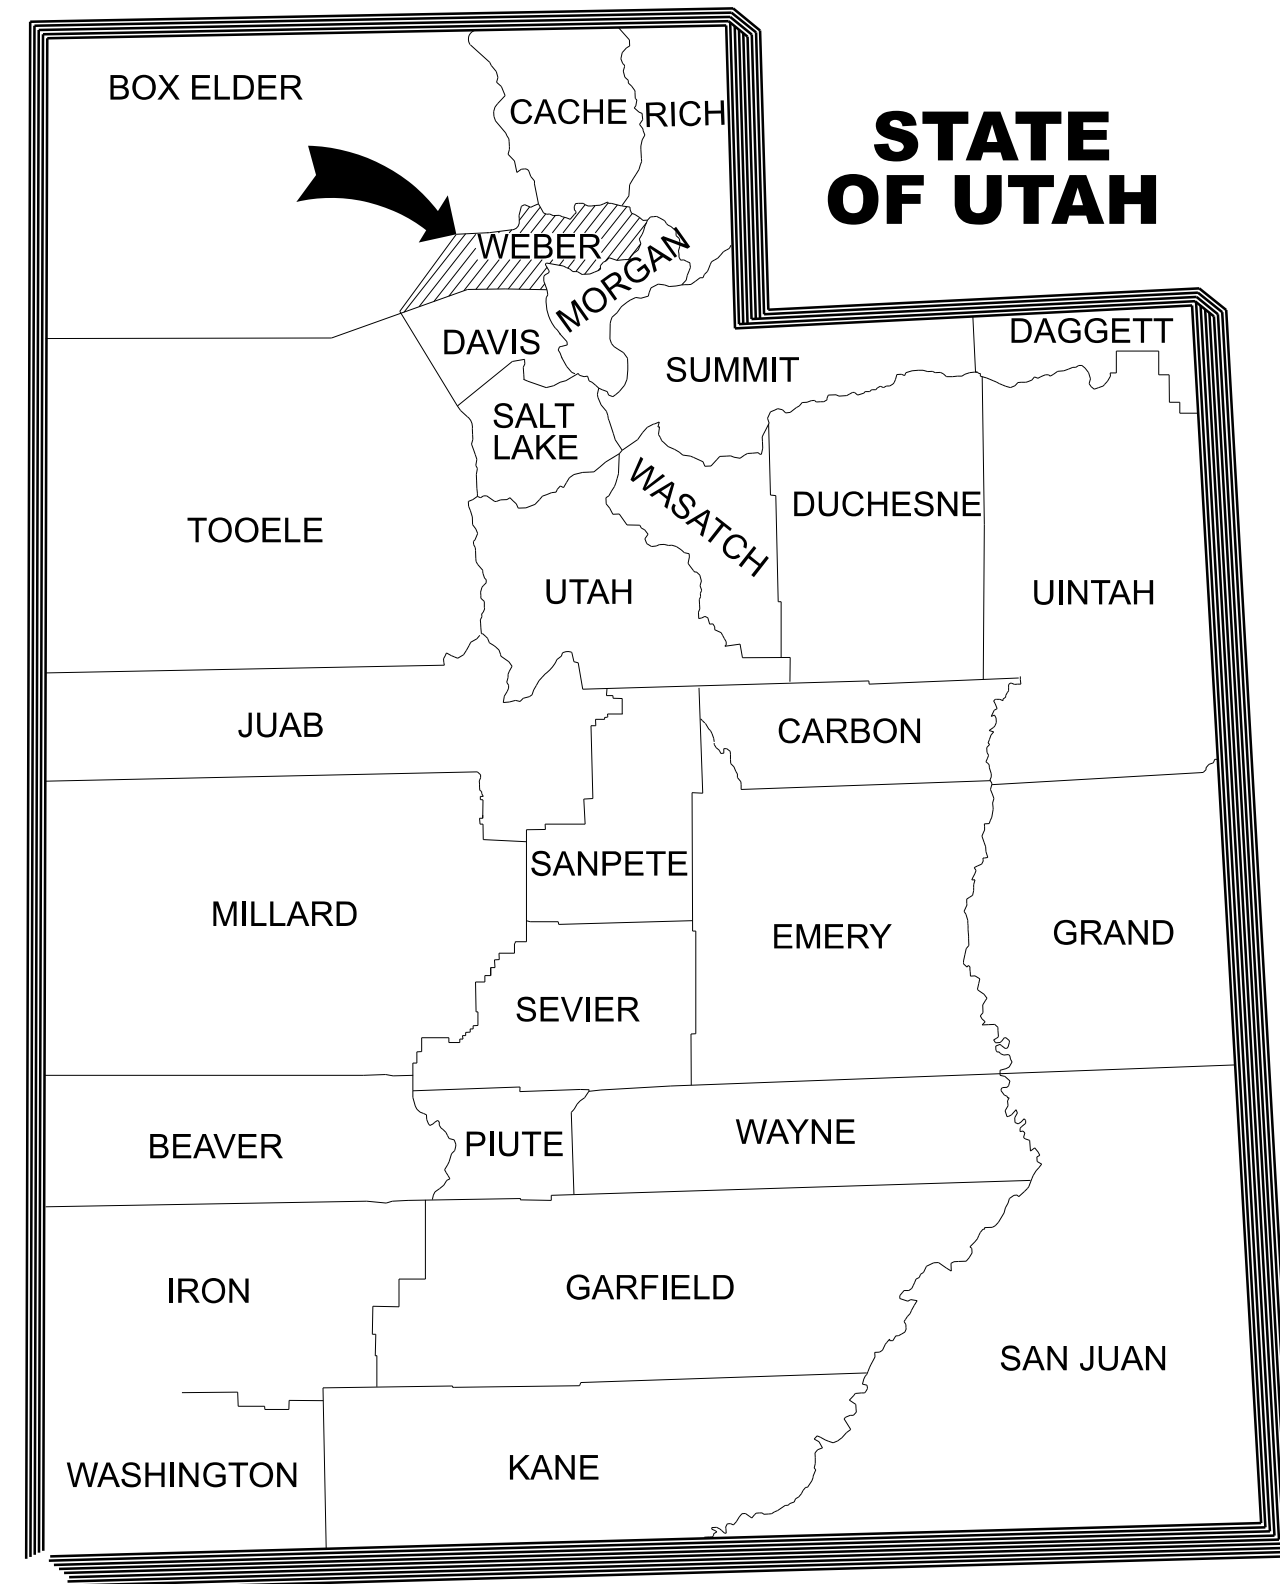 STATE
OF UTAH
BOX ELDER
CACHE
RICH
WEBER
MORGAN
DAVIS
DAGGETT
SUMMIT
SALT
LAKE
WASATCH
DUCHESNE
TOOELE
UTAH
UINTAH
JUAB
CARBON
SANPETE
MILLARD
EMERY
GRAND
SEVIER
BEAVER
PIUTE
WAYNE
IRON
GARFIELD
SAN JUAN
WASHINGTON
KANE